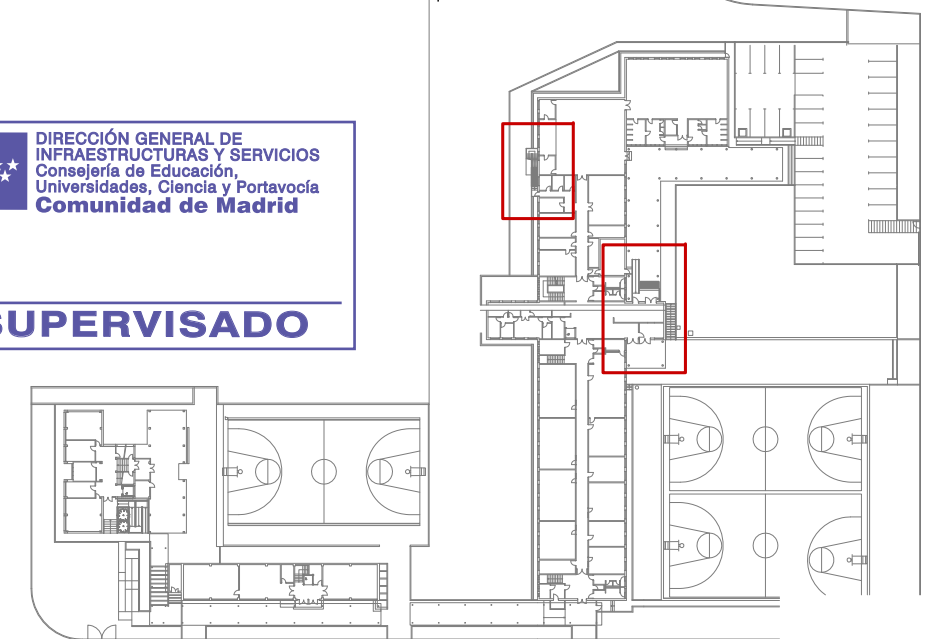 DIRECCIÓN GENERAL DE
INFRAESTRUCTURAS Y SERVICIOS
Consejería de Educación,
Universidades, Ciencia y Portavocía
Comunidad de Madrid
SUPERVISADO